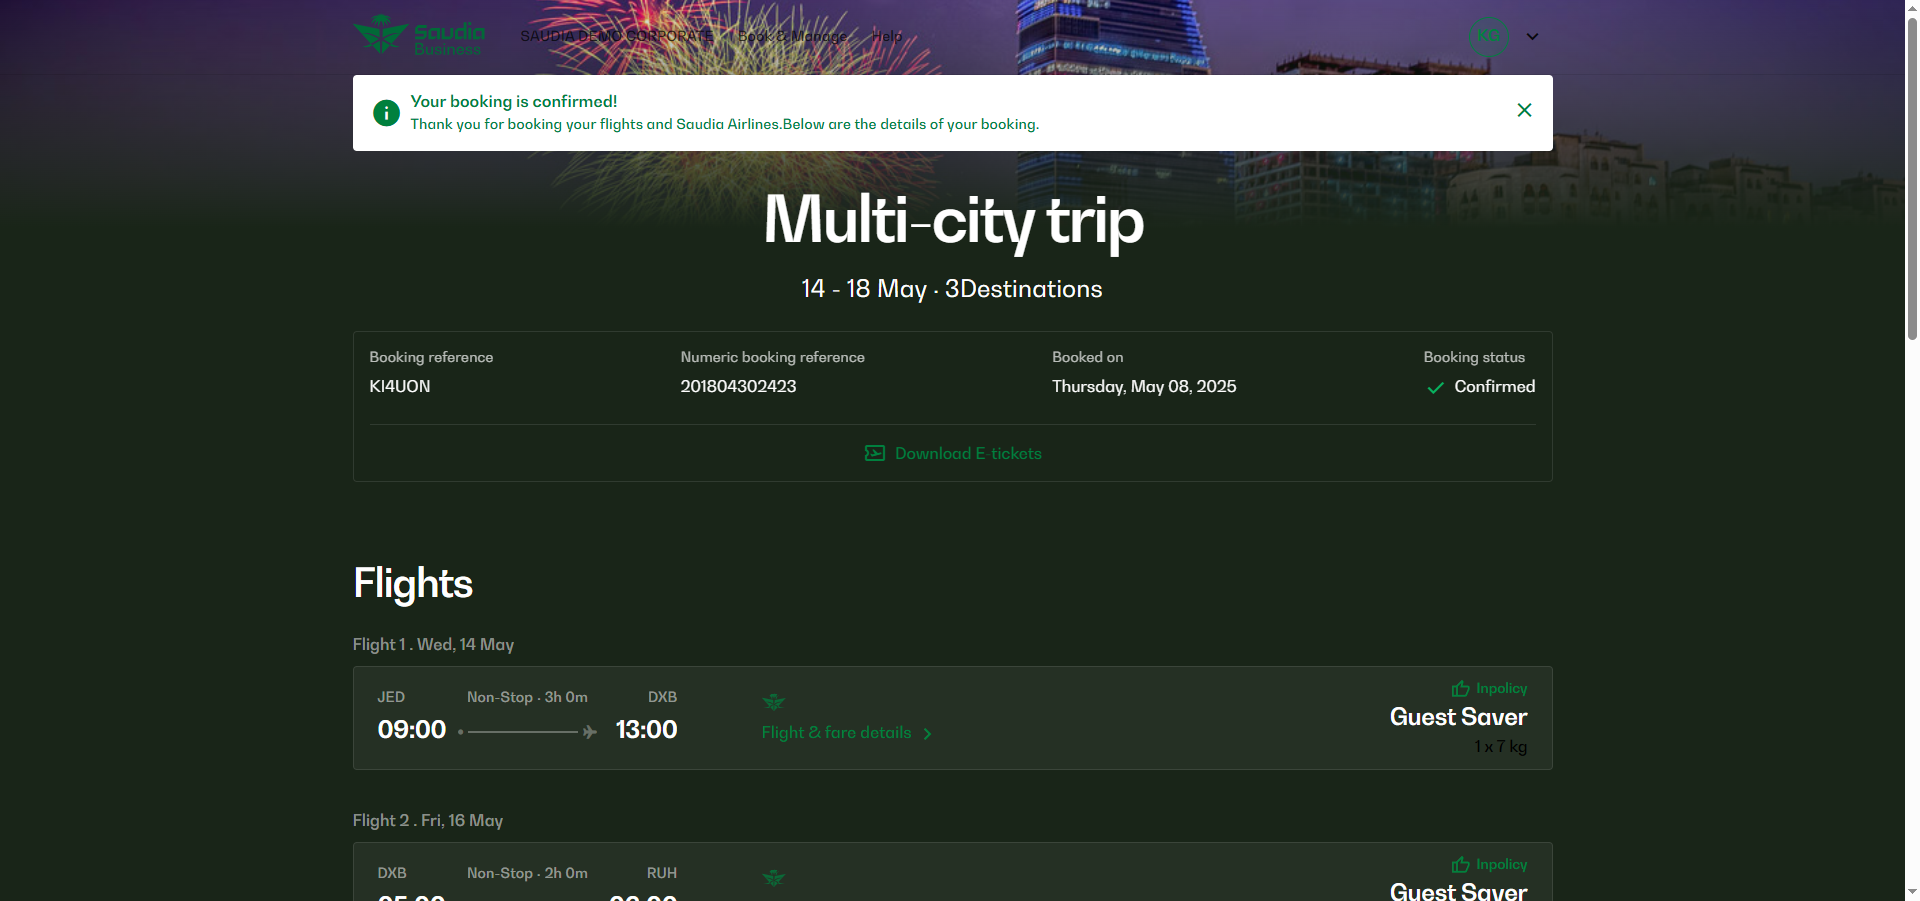 Saudia
Business
SAUDIA DEMO CORPORATE
Book & Manage
Help
KG
Your booking is confirmed!
Thank you for booking your flights and Saudia Airlines.Below are the details of your booking.
Multi-city trip
14 - 18 May · 3Destinations
Booking reference
KI4UON
Numeric booking reference
201804302423
Booked on
Thursday, May 08, 2025
Booking status
Confirmed
Download E-tickets
Flights
Flight 1 . Wed, 14 May
JED
Non-Stop · 3h 0m
DXB
09:00
13:00
Flight & fare details
Inpolicy
Guest Saver
1 x 7 kg
Flight 2 . Fri, 16 May
DXB
Non-Stop · 2h 0m
RUH
Inpolicy
Guest Saver